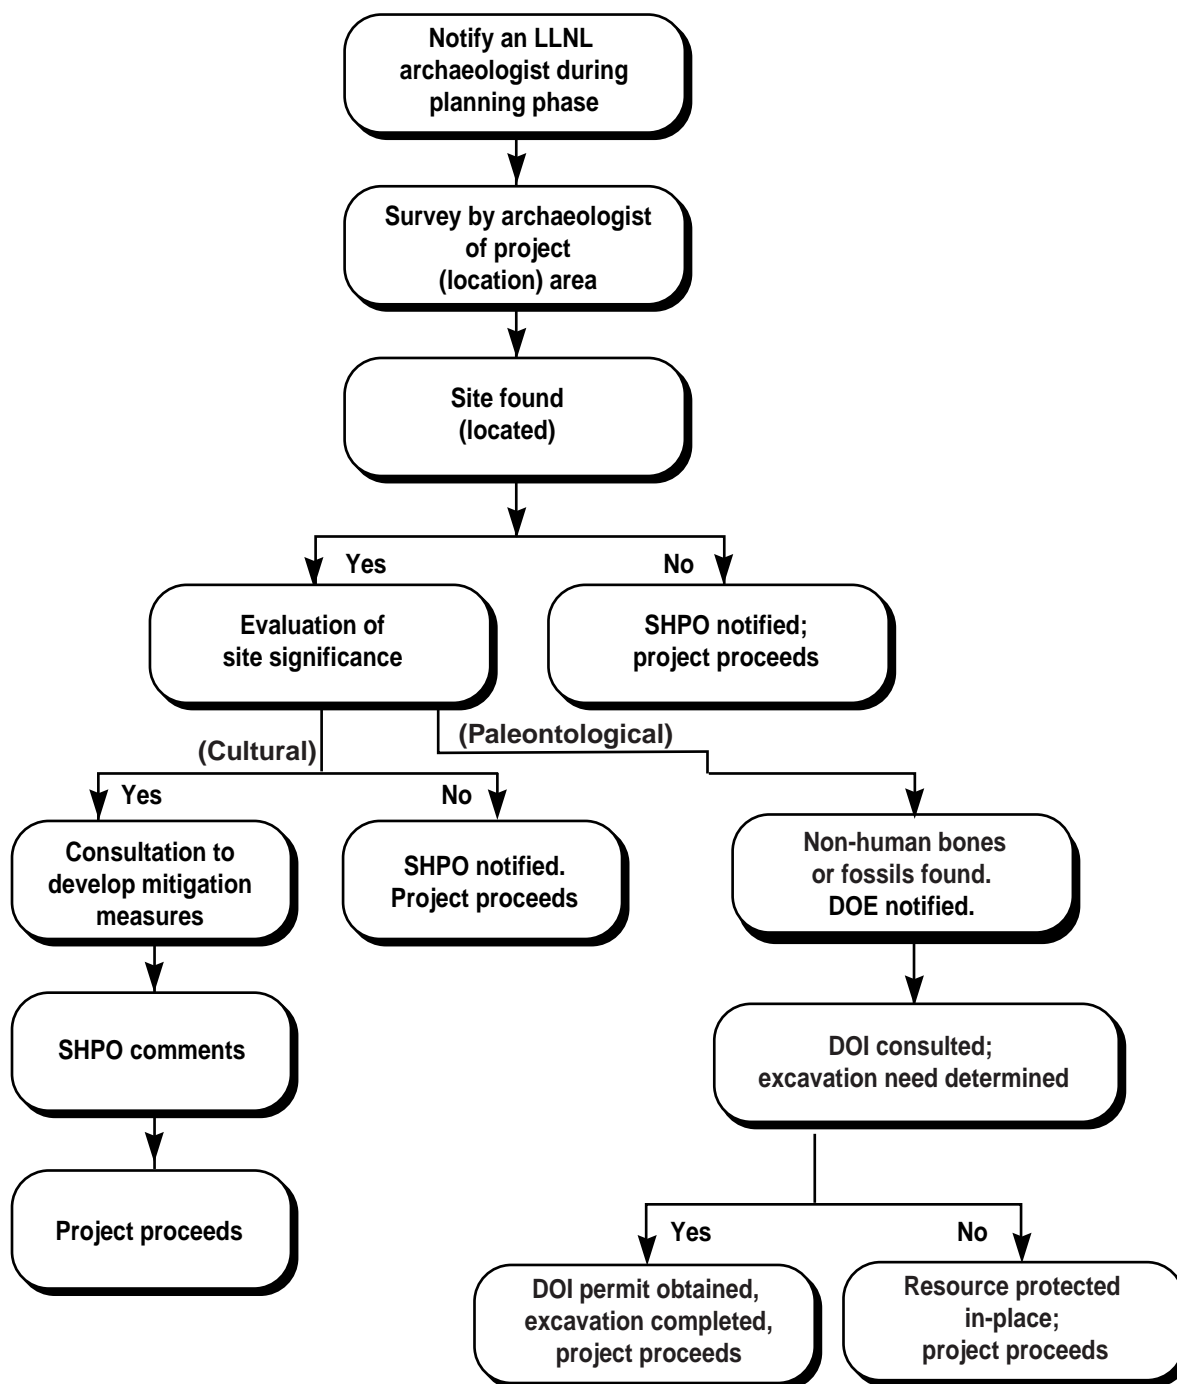 Notify an LLNL
archaeologist during
planning phase
Survey by archaeologist
of project
(location) area
Site found
(located)
Yes
No
Evaluation of
site significance
SHPO notified;
project proceeds
(Cultural)
(Paleontological)
Yes
No
Consultation to
develop mitigation
measures
SHPO notified.
Project proceeds
Non-human bones
or fossils found.
DOE notified.
SHPO comments
DOI consulted;
excavation need determined
Project proceeds
Yes
No
DOI permit obtained,
excavation completed,
project proceeds
Resource protected
in-place;
project proceeds